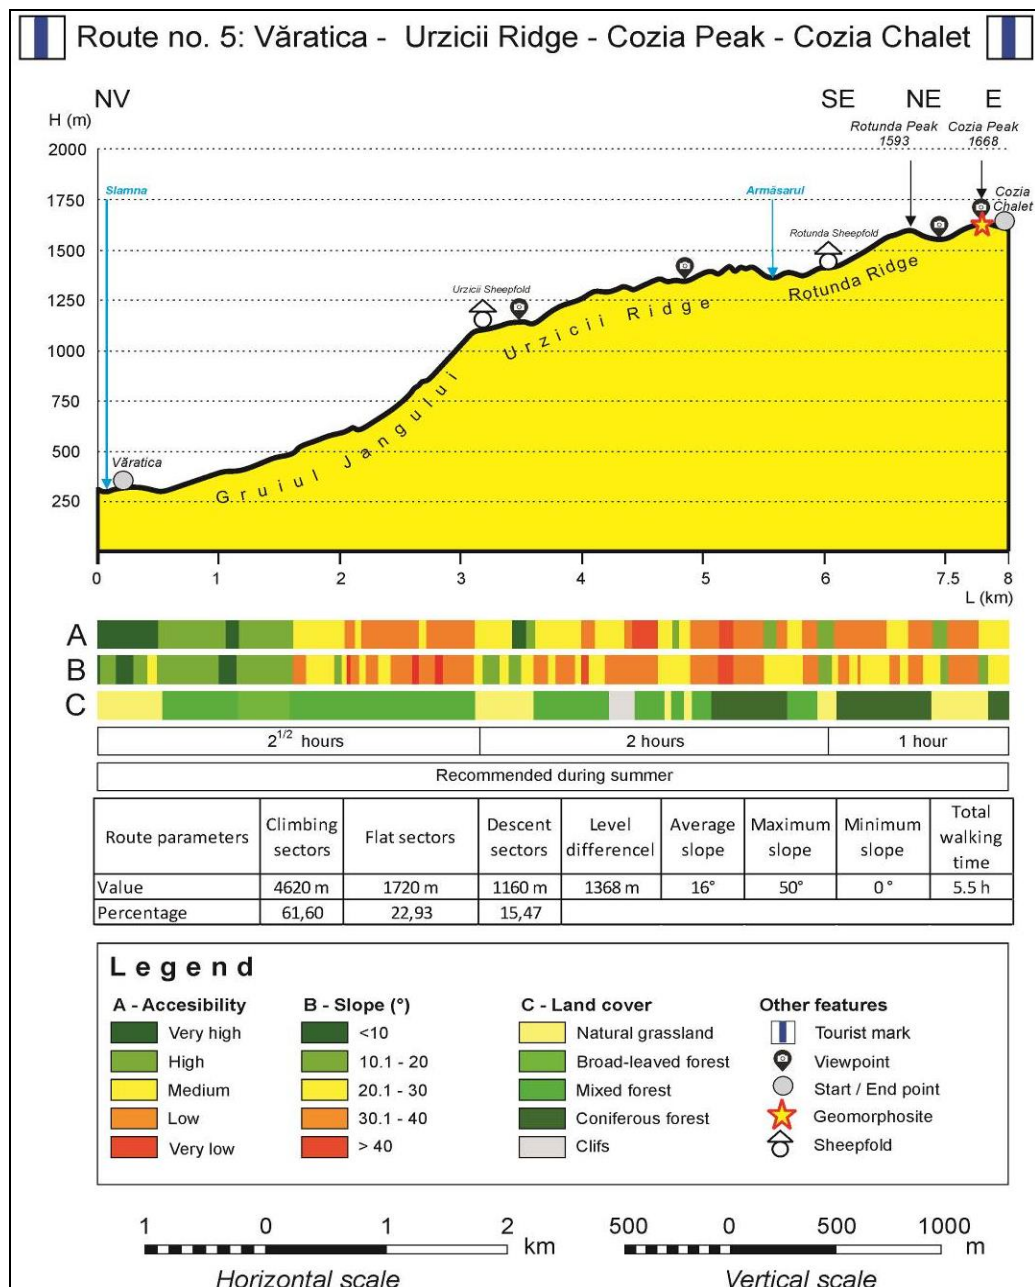 Route no. 5: Văratica - Urzicii Ridge - Cozia Peak - Cozia Chalet
NV SE NE E
H (m)
Rotunda Peak
1593
Cozia Peak
1668
2000
1750
1500
1250
1000
750
500
250
Slamna
Văratica
Urzicii Sheepfold
Armăsarul
Rotunda Sheepfold
Cozia
Chalet
Gruiul Jangului
Urzicii Ridge
Rotunda Ridge
0 1 2 3 4 5 6 7.5 8
L (km)
A
B
C
2 1/2 hours 2 hours 1 hour
Recommended during summer
Route parameters Climbing sectors Flat sectors Descent sectors Level differencel Average slope Maximum slope Minimum slope Total walking time
Value 4620 m 1720 m 1160 m 1368 m 16° 50° 0 ° 5.5 h
Percentage 61,60 22,93 15,47
Legend
A - Accesibility
Very high
High
Medium
Low
Very low
B - Slope (°)
<10
10.1 - 20
20.1 - 30
30.1 - 40
> 40
C - Land cover
Natural grassland
Broad-leaved forest
Mixed forest
Coniferous forest
Clifs
Other features
Tourist mark
Viewpoint
Start / End point
Geomorphosite
Sheepfold
1 0 1 2 km
Horizontal scale
500 0 500 1000 m
Vertical scale